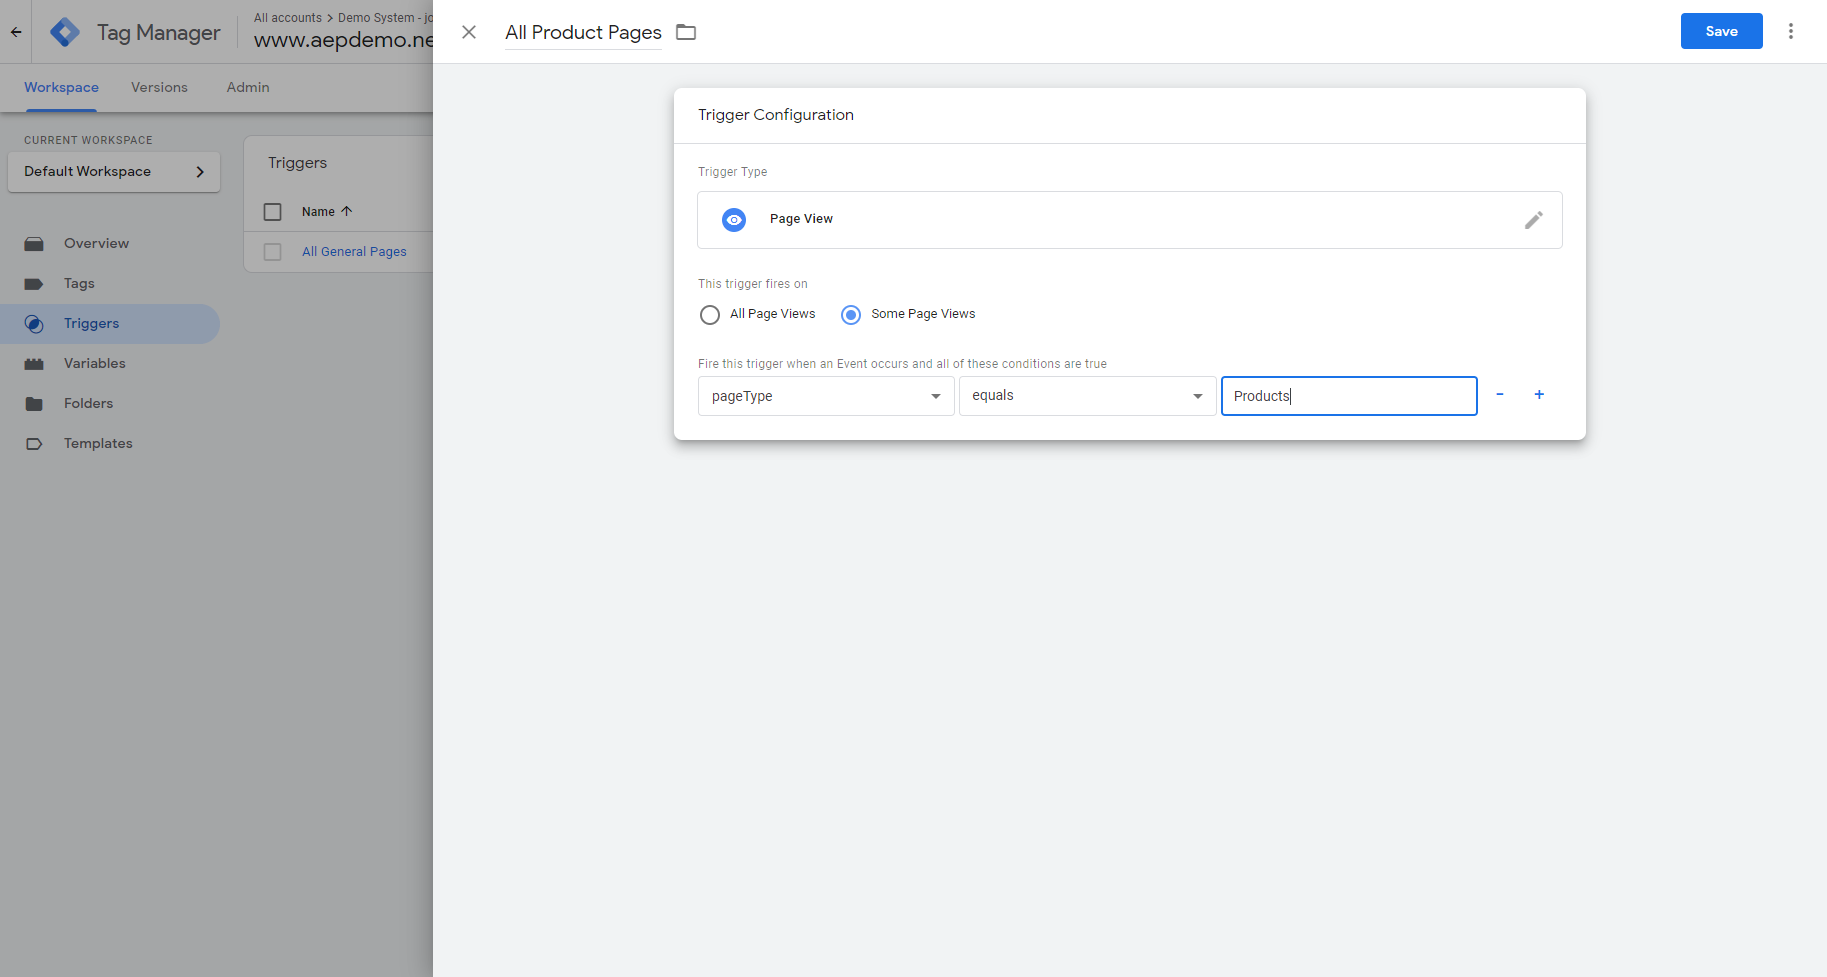 Tag Manager
All accounts > Demo System - jo
www.aepdemo.ne
All Product Pages
Save
Workspace
Versions
Admin
CURRENT WORKSPACE
Default Workspace
Overview
Tags
Triggers
Variables
Folders
Templates
Triggers
Name
All General Pages
Trigger Configuration
Trigger Type
Page View
This trigger fires on
All Page Views
Some Page Views
Fire this trigger when an Event occurs and all of these conditions are true
pageType
equals
Products
- +